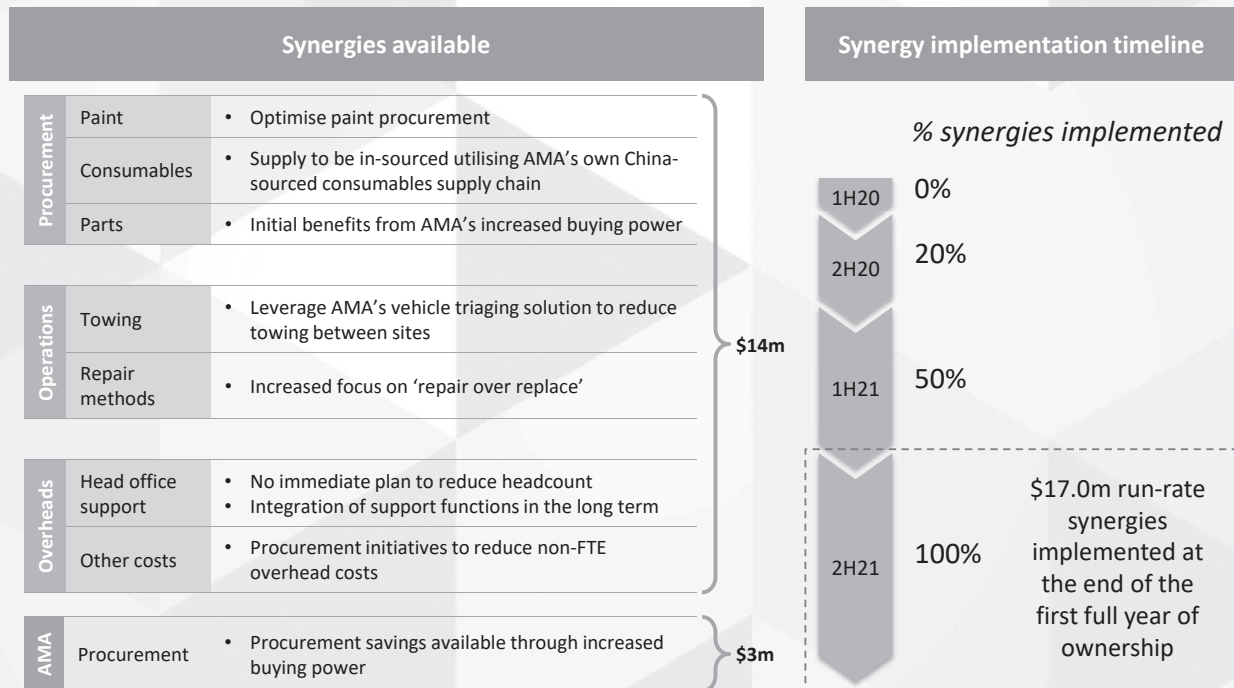 Synergies available
Procurement
Paint
• Optimise paint procurement
Consumables
• Supply to be in-sourced utilising AMA's own China-
sourced consumables supply chain
Parts
• Initial benefits from AMA's increased buying power
Operations
Towing
• Leverage AMA's vehicle triaging solution to reduce
towing between sites
Repair
methods
• Increased focus on 'repair over replace'
Overheads
Head office
support
• No immediate plan to reduce headcount
• Integration of support functions in the long term
Other costs
• Procurement initiatives to reduce non-FTE
overhead costs
$14m
AMA
Procurement
• Procurement savings available through increased
buying power
$3m
Synergy implementation timeline
% synergies implemented
1H20 0%
2H20 20%
1H21 50%
2H21 100%
$17.0m run-rate
synergies
implemented at
the end of the
first full year of
ownership